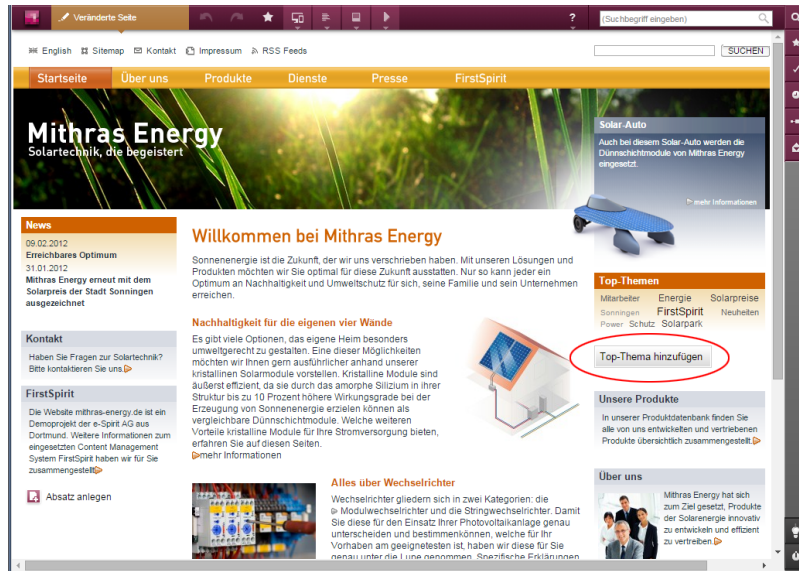 Veränderte Seite
?
(Suchbegriff eingeben)
English Sitemap Kontakt Impressum RSS Feeds
SUCHEN
Startseite Über uns Produkte Dienste Presse FirstSpirit
Mithras Energy
Solartechnik, die begeistert
Solar-Auto
Auch bei diesem Solar-Auto werden die
Dünnschichtmodule von Mithras Energy
eingesetzt.
mehr Informationen
News
09.02.2012
Erreichbares Optimum
31.01.2012
Mithras Energy erneut mit dem
Solarpreis der Stadt Sonningen
ausgezeichnet
Kontakt
Haben Sie Fragen zur Solartechnik?
Bitte kontaktieren Sie uns.
FirstSpirit
Die Website mithras-energy.de ist ein
Demoprojekt der e-Spirit AG aus
Dortmund. Weitere Informationen zum
eingesetzten Content Management
System FirstSpirit haben wir für Sie
zusammengestellt
Absatz anlegen
Willkommen bei Mithras Energy
Sonnenenergie ist die Zukunft, der wir uns verschrieben haben. Mit unseren Lösungen und
Produkten möchten wir Sie optimal für diese Zukunft ausstatten. Nur so kann jeder ein
Optimum an Nachhaltigkeit und Umweltschutz für sich, seine Familie und sein Unternehmen
erreichen.
Nachhaltigkeit für die eigenen vier Wände
Es gibt viele Optionen, das eigene Heim besonders
umweltgerecht zu gestalten. Eine dieser Möglichkeiten
möchten wir Ihnen gern ausführlicher anhand unserer
kristallinen Solarmodule vorstellen. Kristalline Module sind
äußerst effizient, da sie durch das amorphe Silizium in ihrer
Struktur bis zu 10 Prozent höhere Wirkungsgrade bei der
Erzeugung von Sonnenenergie erzielen können als
vergleichbare Dünnschichtmodule. Welche weiteren
Vorteile kristalline Module für Ihre Stromversorgung bieten,
erfahren Sie auf diesen Seiten.
mehr Informationen
Alles über Wechselrichter
Wechselrichter gliedern sich in zwei Kategorien: die
Modulwechselrichter und die Stringwechselrichter. Damit
Sie diese für den Einsatz Ihrer Photovoltaikanlage genau
unterscheiden und bestimmenkönnen, welche für Ihr
Vorhaben am geeignetesten ist, haben wir diese für Sie
genau unter die Lupe genommen. Spezifische Erklärungen
Top-Themen
Mitarbeiter Energie Solarpreise
Sonningen FirstSpirit Neuheiten
Power Schutz Solarpark
Top-Thema hinzufügen
Unsere Produkte
In unserer Produktdatenbank finden Sie
alle von uns entwickelten und vertriebenen
Produkte übersichtlich zusammengestellt.
Über uns
Mithras Energy hat sich
zum Ziel gesetzt, Produkte
der Solarenergie innovativ
zu entwickeln und effizient
zu vertreiben.